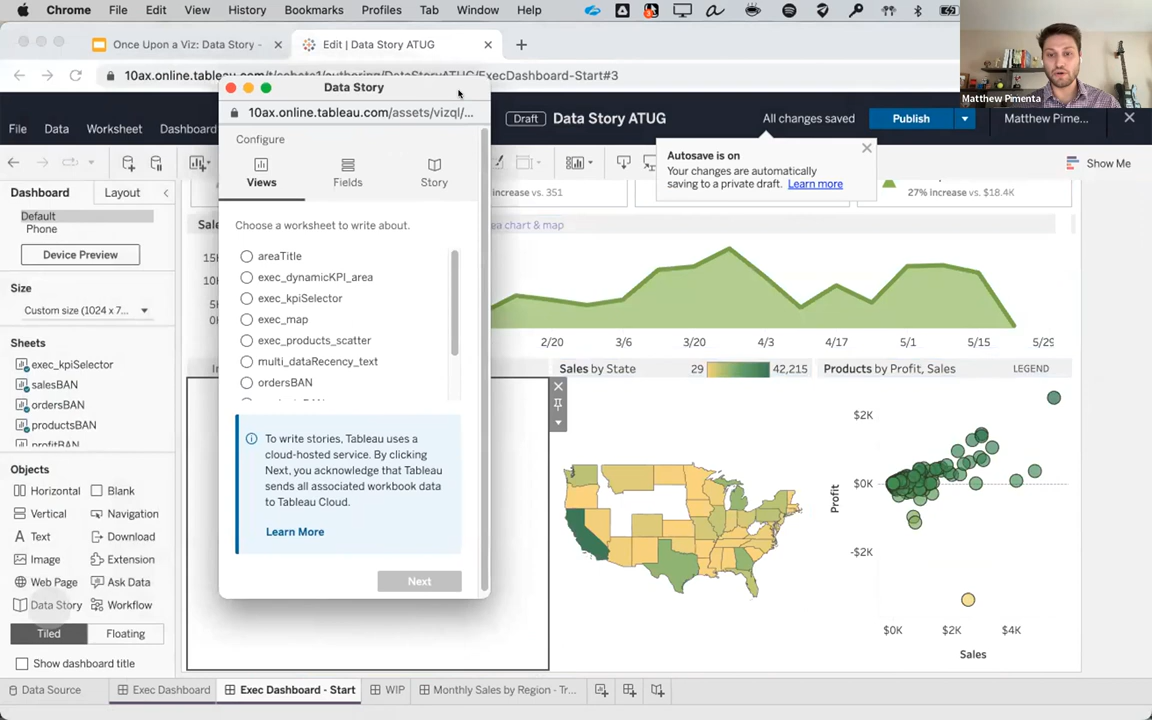 Chrome File Edit View History Bookmarks Profiles Tab Window Help
Once Upon a Viz: Data Story - Edit | Data Story ATUG
Matthew Pimenta
Data Story
10ax.online.tableau.com/assets/vizql/...
File Data Worksheet Dashboard Draft Data Story ATUG All changes saved Publish Matthew Pime...
Autosave is on
Your changes are automatically
saving to a private draft. Learn more
Show Me
Dashboard Layout
Default
Phone
Device Preview
Size
Custom size (1024 x 7...
Sheets
exec_kpiSelector
salesBAN
ordersBAN
productsBAN
profitBAN
Objects
Horizontal Blank
Vertical Navigation
Text Download
Image Extension
Web Page Ask Data
Data Story Workflow
Tiled Floating
Show dashboard title
Configure
Views Fields Story
Choose a worksheet to write about.
areaTitle
exec_dynamicKPI_area
exec_kpiSelector
exec_map
exec_products_scatter
multi_dataRecency_text
ordersBAN
To write stories, Tableau uses a
cloud-hosted service. By clicking
Next, you acknowledge that Tableau
sends all associated workbook data
to Tableau Cloud.
Learn More
Next
increase vs. 351
27% increase vs. $18.4K
ea chart & map
2/20 3/6 3/20 4/3 4/17 5/1 5/15 5/29
Sales by State 29 42,215
Products by Profit, Sales LEGEND
$2K
$0K
-$2K
Profit
$0K $2K $4K
Sales
Data Source Exec Dashboard Exec Dashboard - Start WIP Monthly Sales by Region - Tr...